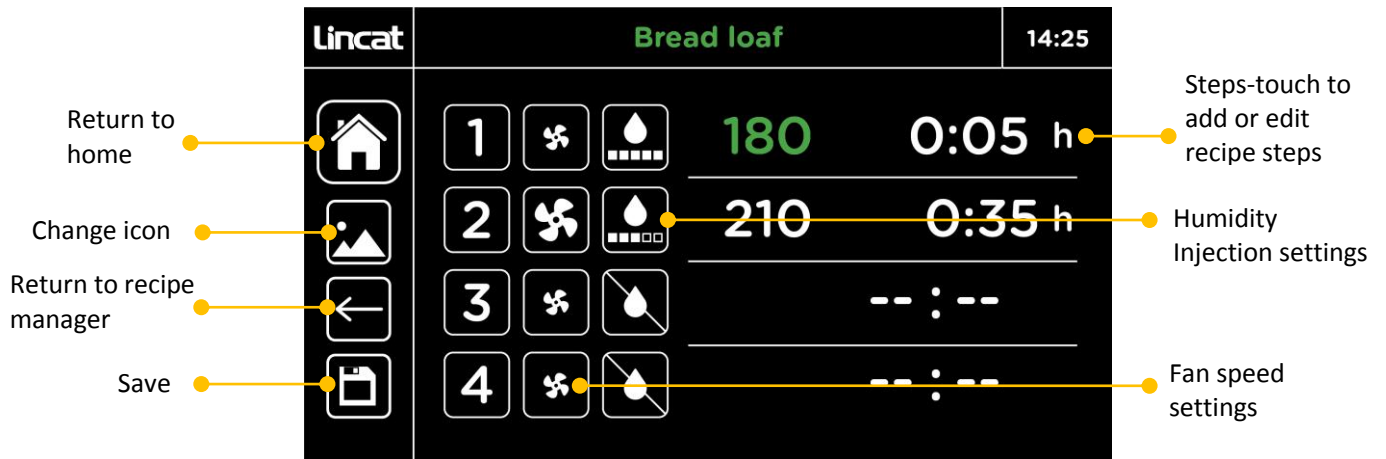 Lincat
Bread loaf
14:25
Return to
home
Change icon
Return to recipe
manager
Save
1
180
0:05 h
2
210
0:35 h
3
-- : --
4
-- : --
Steps-touch to
add or edit
recipe steps
Humidity
Injection settings
Fan speed
settings